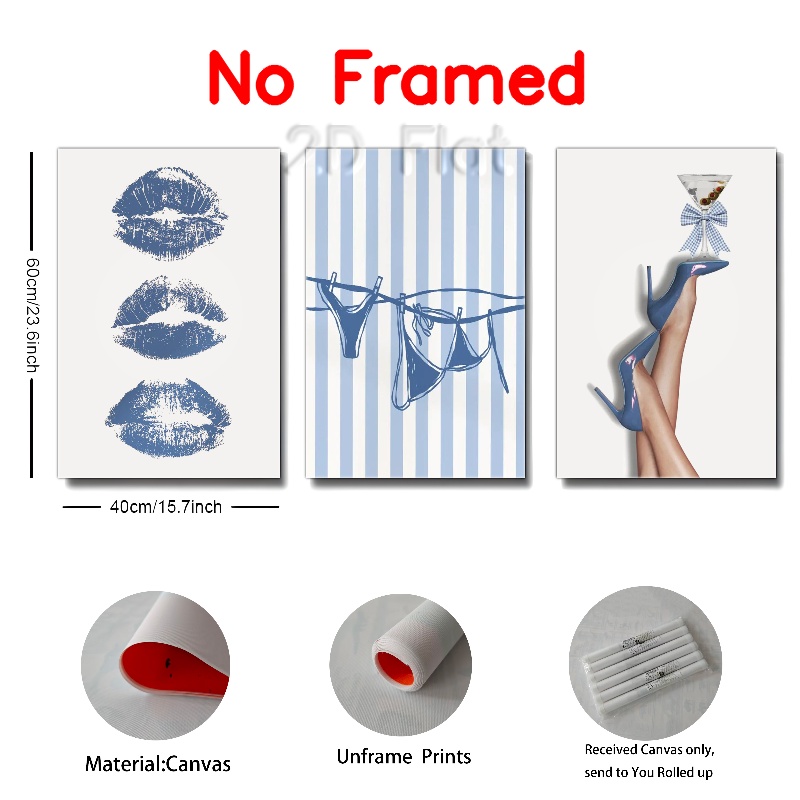 No Framed
2D Flat
60cm/23.6inch
40cm/15.7inch
Material:Canvas
Unframe Prints
Received Canvas only,
send to You Rolled up